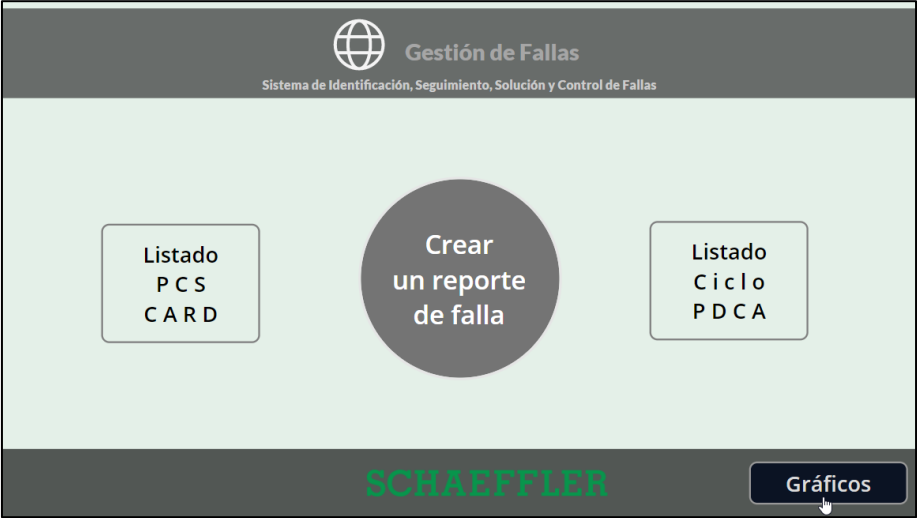 Gestión de Fallas
Sistema de Identificación, Seguimiento, Solución y Control de Fallas
Listado
P C S
C A R D
Crear
un reporte
de falla
Listado
C i c l o
P D C A
SCHAEFFLER
Gráficos